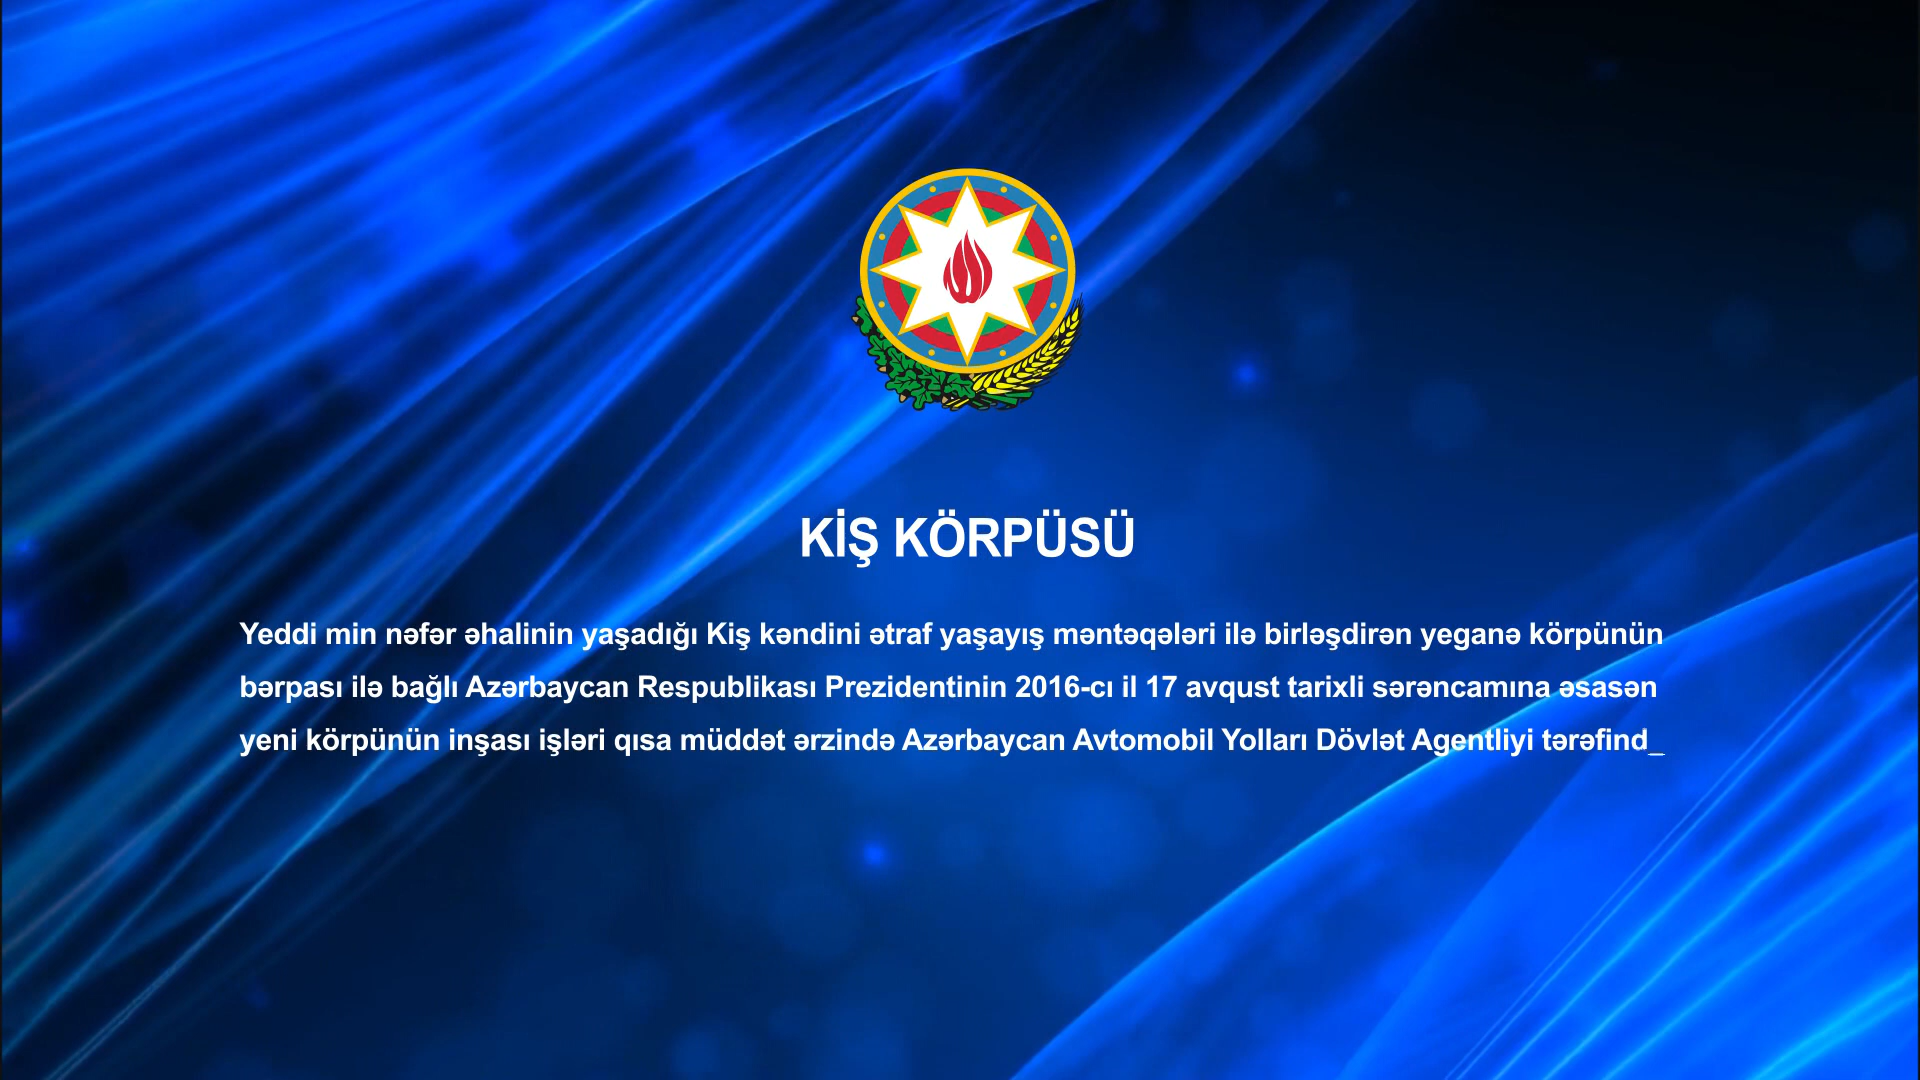 KİŞ KÖRPÜSÜ
Yeddi min nəfər əhalinin yaşadığı Kiş kəndini ətraf yaşayış məntəqələri ilə birləşdirən yeganə körpünün
bərpası ilə bağlı Azərbaycan Respublikası Prezidentinin 2016-cı il 17 avqust tarixli sərəncamına əsasən
yeni körpünün inşası işləri qısa müddət ərzində Azərbaycan Avtomobil Yolları Dövlət Agentliyi tərəfind_